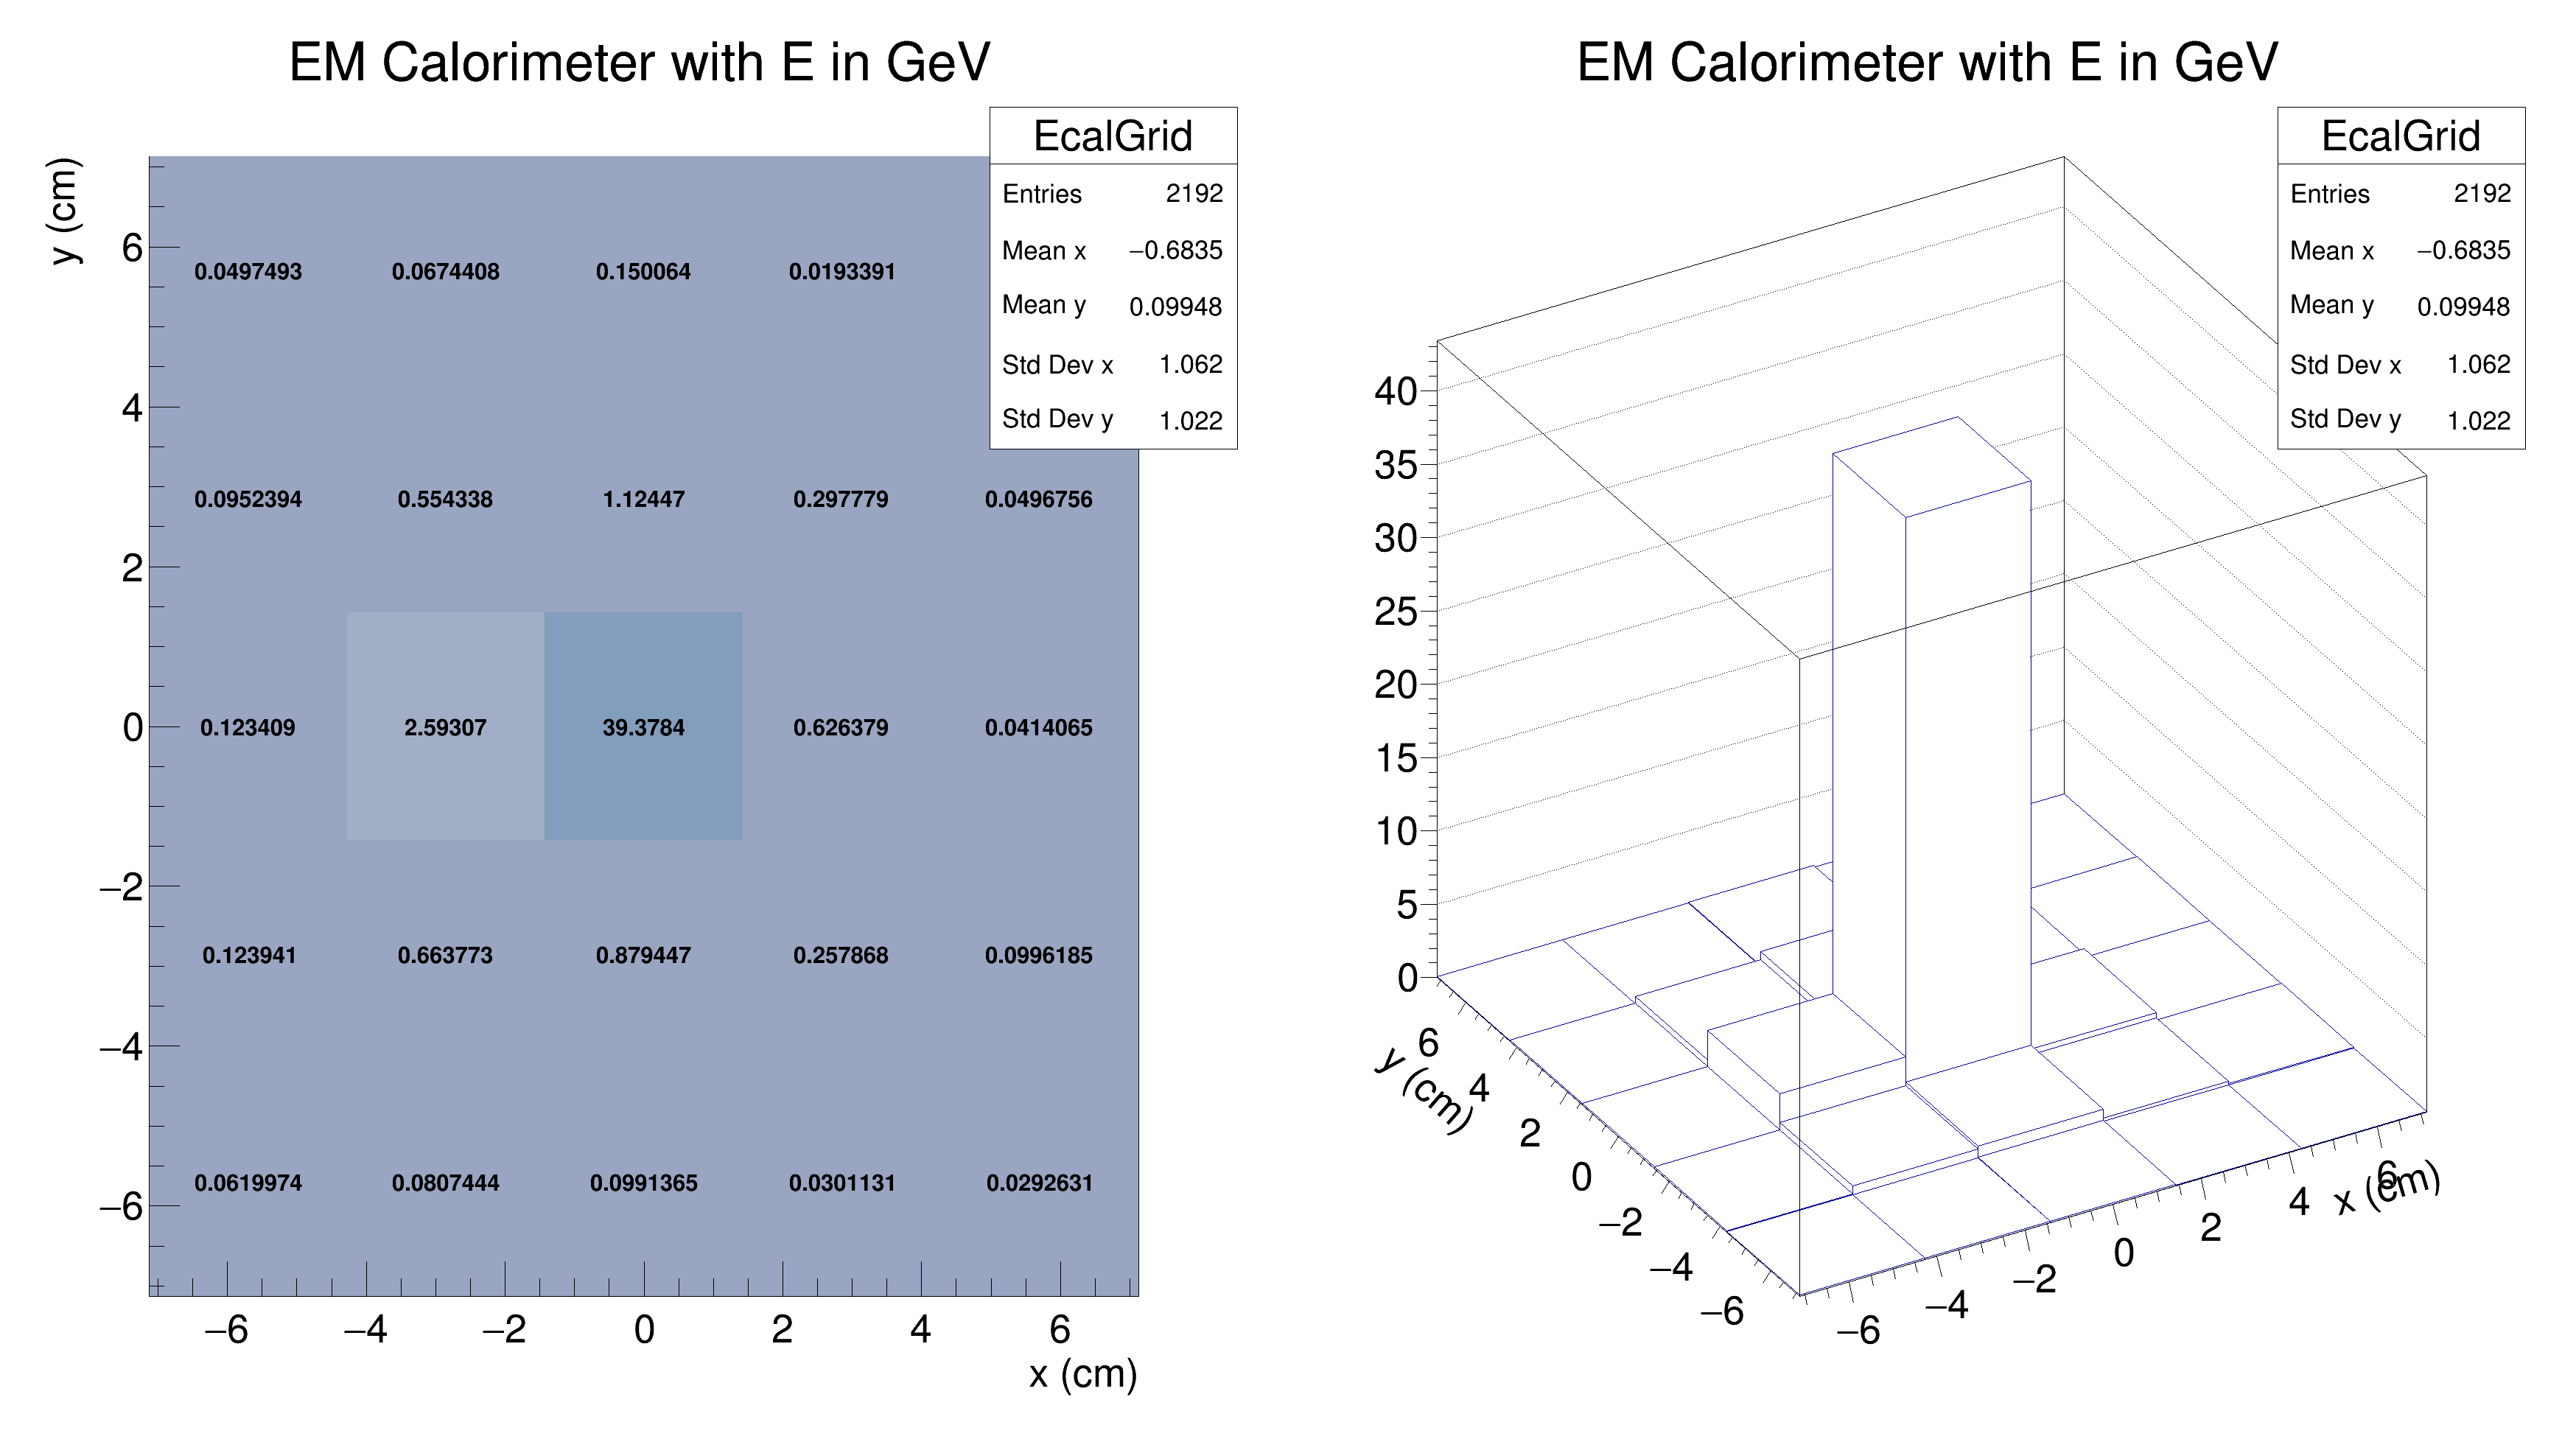 EM Calorimeter with E in GeV
EcalGrid
Entries 2192
Mean x −0.6835
Mean y 0.09948
Std Dev x 1.062
Std Dev y 1.022
y (cm)
6
4
2
0
−2
−4
−6
0.0497493 0.0674408 0.150064 0.0193391
0.0952394 0.554338 1.12447 0.297779 0.0496756
0.123409 2.59307 39.3784 0.626379 0.0414065
0.123941 0.663773 0.879447 0.257868 0.0996185
0.0619974 0.0807444 0.0991365 0.0301131 0.0292631
−6 −4 −2 0 2 4 6
x (cm)
EM Calorimeter with E in GeV
EcalGrid
Entries 2192
Mean x −0.6835
Mean y 0.09948
Std Dev x 1.062
Std Dev y 1.022
40
35
30
25
20
15
10
5
0
y (cm)
6
4
2
0
−2
−4
−6
−6 −4 −2 0 2 4 6
x (cm)